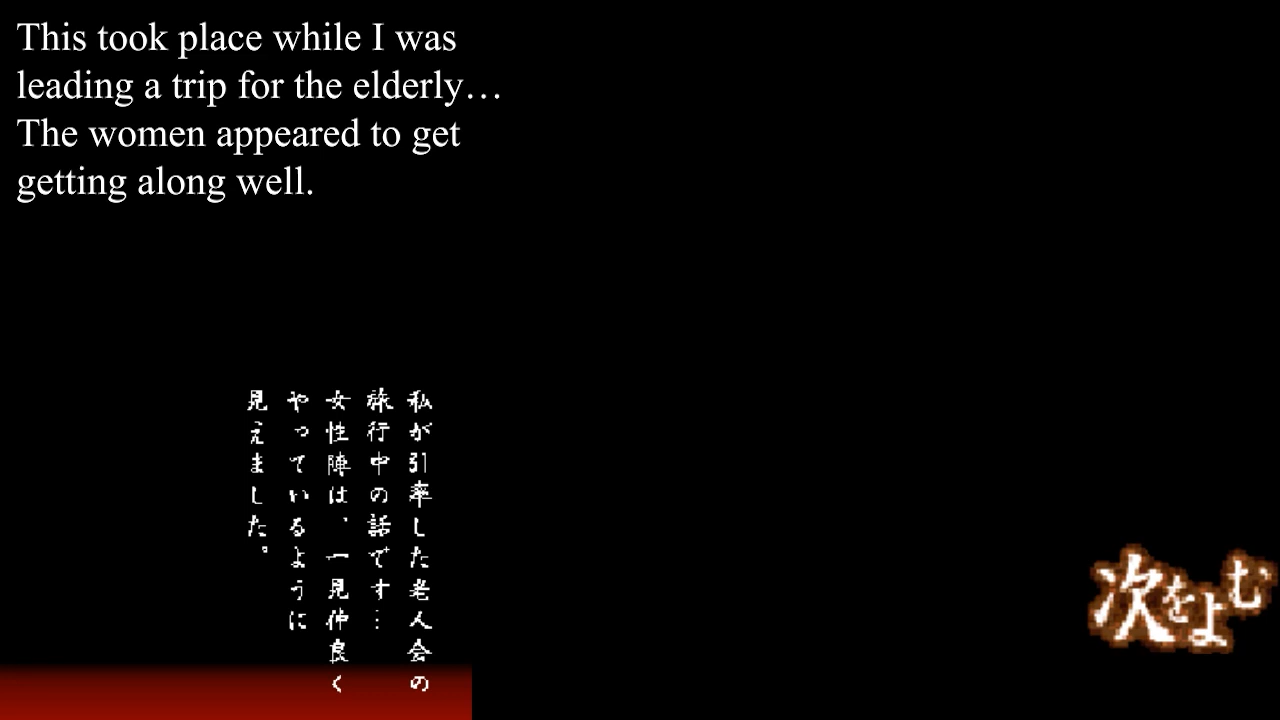 This took place while I was
leading a trip for the elderly…
The women appeared to get
getting along well.
私が引率した老人会の
旅行中の話です…
女性陣は、一見仲良く
やっているように
見えました。
次をよむ